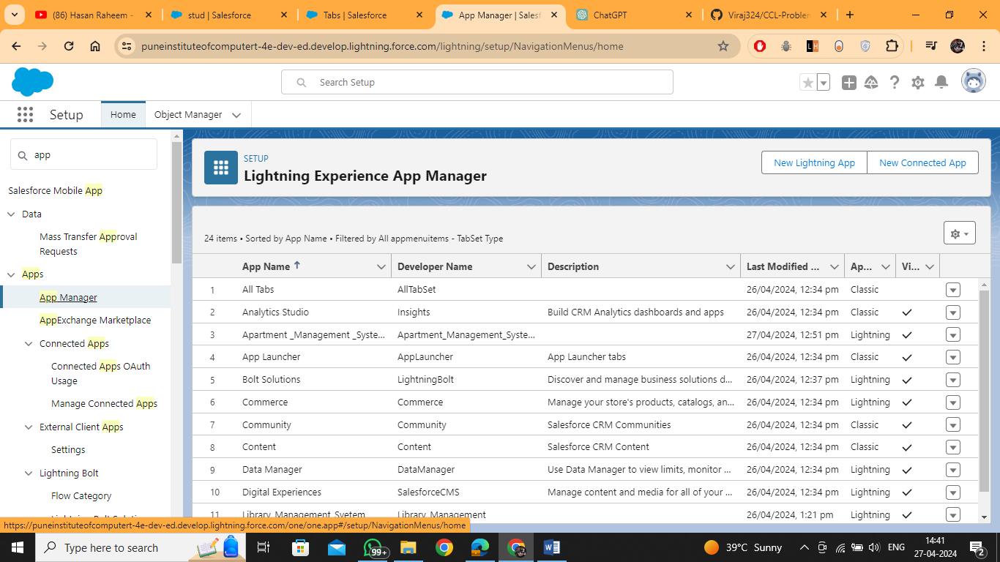 (86) Hasan Raheem -
stud | Salesforce
Tabs | Salesforce
App Manager | Salesf
ChatGPT
Viraj324/CCL-Problem
puneinstituteofcomputert-4e-dev-ed.develop.lightning.force.com/lightning/setup/NavigationMenus/home
Search Setup
Setup
Home
Object Manager
app
Salesforce Mobile App
Data
Mass Transfer Approval
Requests
Apps
App Manager
AppExchange Marketplace
Connected Apps
Connected Apps OAuth
Usage
Manage Connected Apps
External Client Apps
Settings
Lightning Bolt
Flow Category
SETUP
Lightning Experience App Manager
New Lightning App
New Connected App
24 items • Sorted by App Name • Filtered by All appmenuitems - TabSet Type
App Name Developer Name Description Last Modified ... Ap... Vi...
1 All Tabs AllTabSet 26/04/2024, 12:34 pm Classic
2 Analytics Studio Insights Build CRM Analytics dashboards and apps 26/04/2024, 12:34 pm Classic
3 Apartment _Management _Syste... Apartment_Management_Syste... 27/04/2024, 12:51 pm Lightning
4 App Launcher AppLauncher App Launcher tabs 26/04/2024, 12:34 pm Classic
5 Bolt Solutions LightningBolt Discover and manage business solutions d... 26/04/2024, 12:37 pm Lightning
6 Commerce Commerce Manage your store's products, catalogs, an... 26/04/2024, 12:34 pm Lightning
7 Community Community Salesforce CRM Communities 26/04/2024, 12:34 pm Classic
8 Content Content Salesforce CRM Content 26/04/2024, 12:34 pm Classic
9 Data Manager DataManager Use Data Manager to view limits, monitor ... 26/04/2024, 12:34 pm Lightning
10 Digital Experiences SalesforceCMS Manage content and media for all of your ... 26/04/2024, 12:34 pm Lightning
11 Library_Management_Svetem Library_Management 26/04/2024, 1:21 pm Lightning
https://puneinstituteofcomputert-4e-dev-ed.develop.lightning.force.com/one/one.app#/setup/NavigationMenus/home
Type here to search
99+
39°C Sunny
ENG
14:41
27-04-2024
2